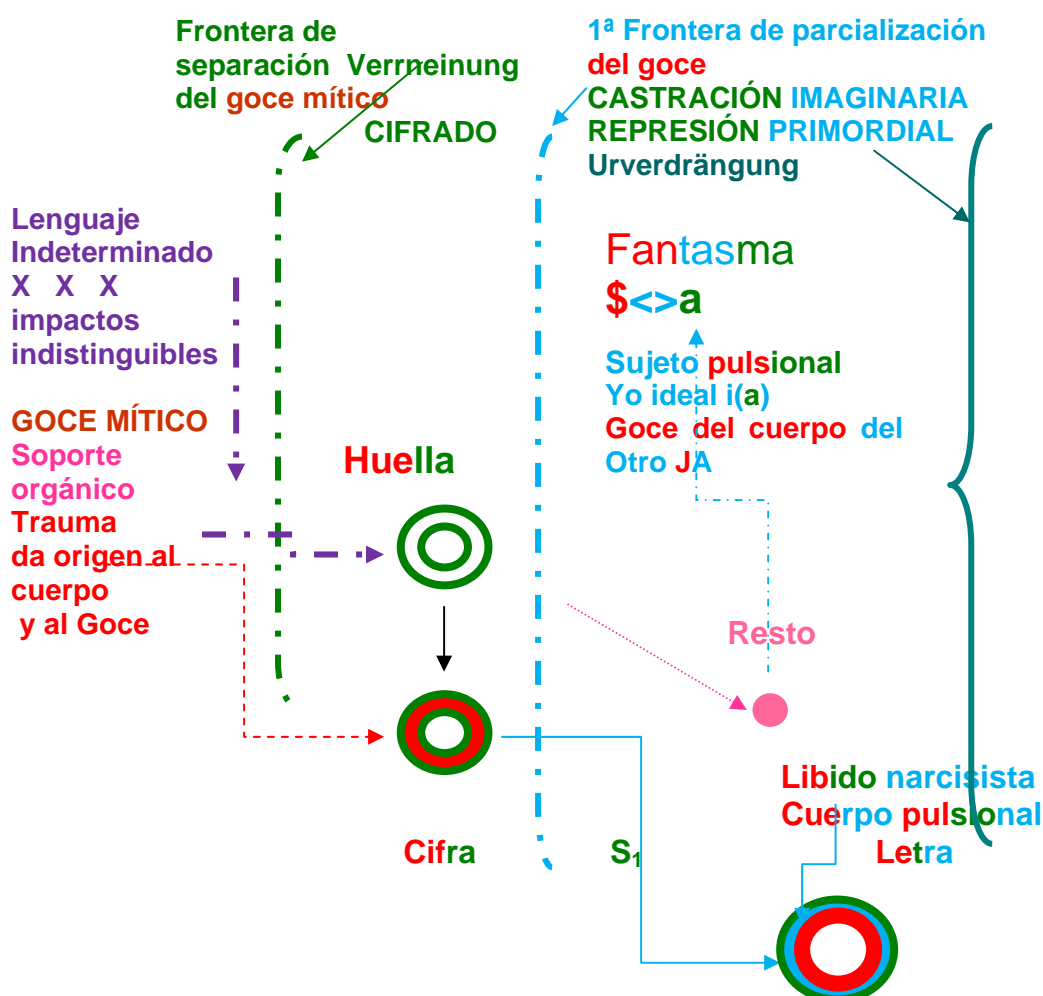 Frontera de
separación Verrneinung
del goce mítico
CIFRADO
1ª Frontera de parcialización
del goce
CASTRACIÓN IMAGINARIA
REPRESIÓN PRIMORDIAL
Urverdrängung
Lenguaje
Indeterminado
X X X
impactos
indistinguibles
GOCE MÍTICO
Soporte
orgánico
Trauma
da origen al
cuerpo
y al Goce
Huella
Cifra
Fantasma
$<>a
Sujeto pulsional
Yo ideal i(a)
Goce del cuerpo del
Otro JA
Resto
Libido narcisista
Cuerpo pulsional
Letra
S₁